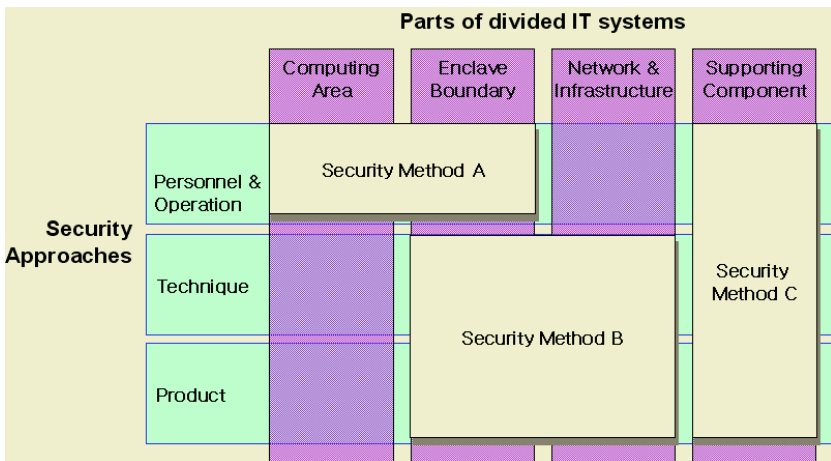 Parts of divided IT systems
Computing
Area
Enclave
Boundary
Network &
Infrastructure
Supporting
Component
Security
Approaches
Personnel &
Operation
Technique
Product
Security Method A
Security Method B
Security
Method C